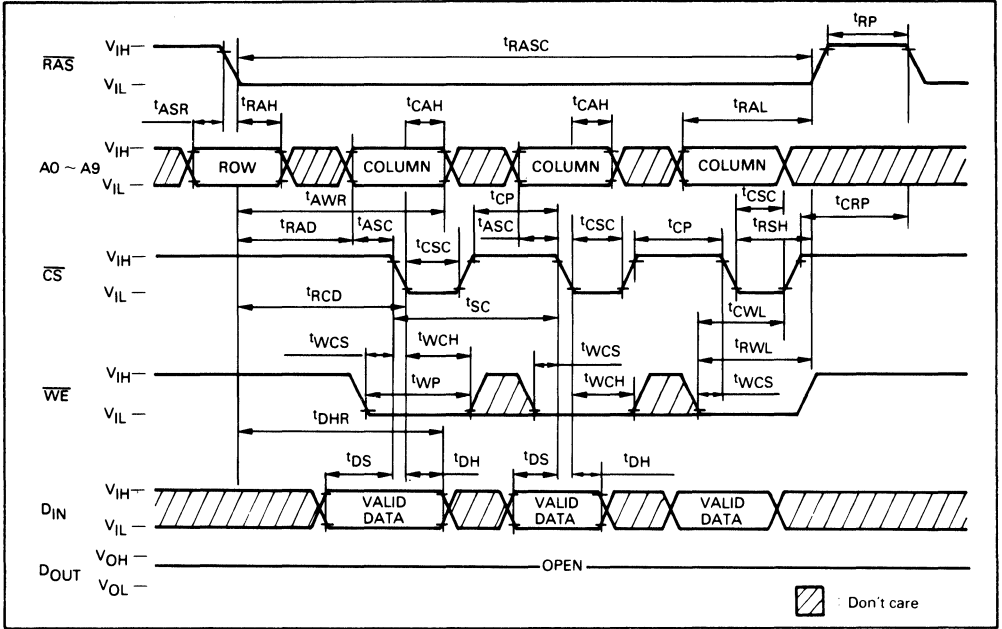 tRP
VIH
tRASC
RAS
VIL
tASR
tRAH
tCAH
tCAH
tRAL
VIH
A0 ~ A9
ROW
COLUMN
COLUMN
COLUMN
VIL
tAWR
tCP
tCSC
tCRP
tRAD
tASC
tASC
tCSC
tCP
tRSH
tCSC
VIH
CS
VIL
tRCD
tSC
tCWL
tWCS
tWCH
tWCS
tRWL
VIH
tWP
tWCH
tWCS
WE
VIL
tDHR
tDS
tDH
tDS
tDH
VIH
DIN
VALID DATA
VALID DATA
VALID DATA
VIL
VOH
OPEN
DOUT
VOL
: Don't care